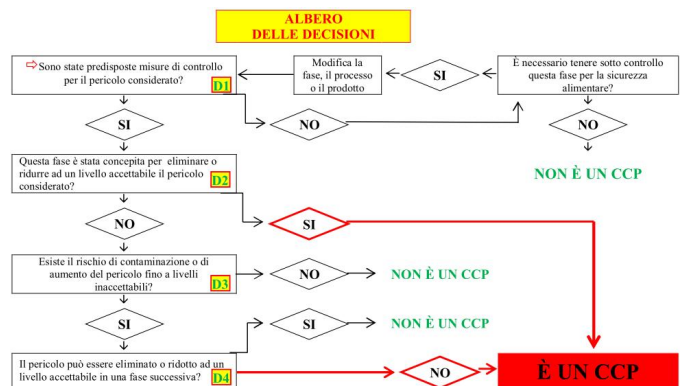 ALBERO
DELLE DECISIONI
⇨Sono state predisposte misure di controllo
per il pericolo considerato?
D1
Modifica la
fase, il processo
o il prodotto
SI
È necessario tenere sotto controllo
questa fase per la sicurezza
alimentare?
SI
NO
NO
NON È UN CCP
Questa fase è stata concepita per eliminare o
ridurre ad un livello accettabile il pericolo
considerato?
D2
NO
SI
Esiste il rischio di contaminazione o di
aumento del pericolo fino a livelli
inaccettabili?
D3
NO
NON È UN CCP
SI
SI
NON È UN CCP
Il pericolo può essere eliminato o ridotto ad un
livello accettabile in una fase successiva?
D4
NO
È UN CCP